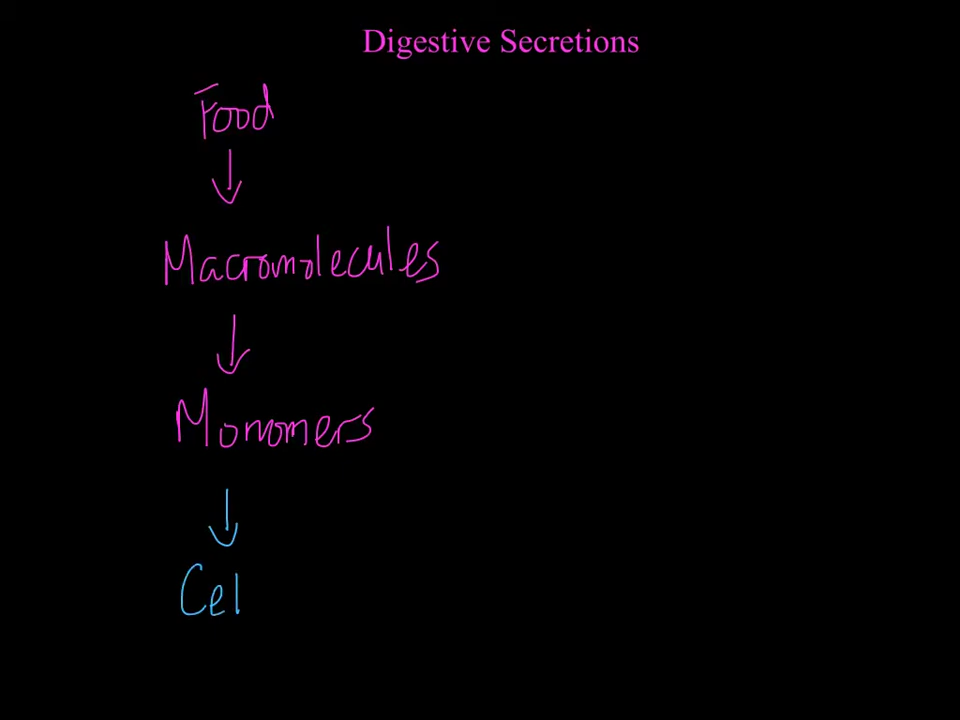 Digestive Secretions
Food
↓
Macromolecules
↓
Monomers
↓
Cel